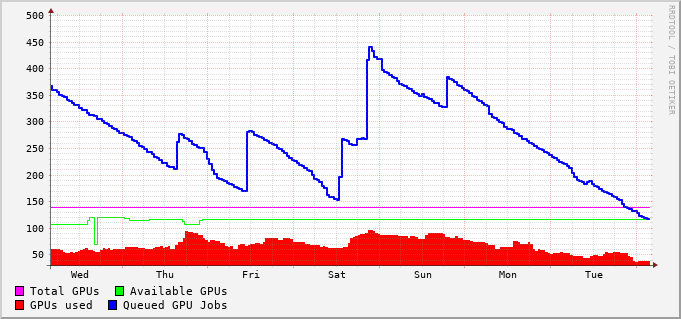 500
450
400
350
300
250
200
150
100
50
Wed Thu Fri Sat Sun Mon Tue
Total GPUs Available GPUs
GPUs used Queued GPU Jobs
RRDTOOL / TOBI OETIKER